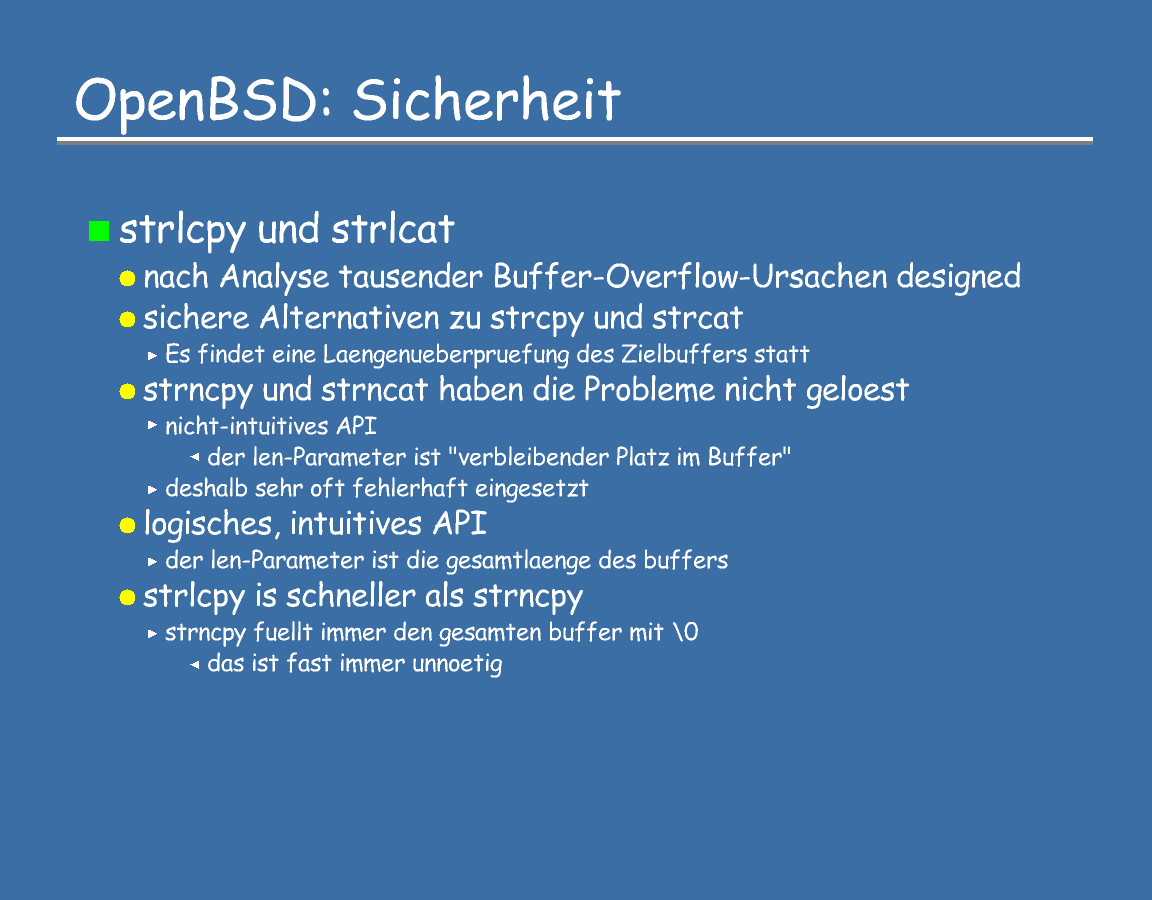 OpenBSD: Sicherheit
strlcpy und strlcat
nach Analyse tausender Buffer-Overflow-Ursachen designed
sichere Alternativen zu strcpy und strcat
Es findet eine Laengenueberpruefung des Zielbuffers statt
strncpy und strncat haben die Probleme nicht geloest
nicht-intuitives API
der len-Parameter ist "verbleibender Platz im Buffer"
deshalb sehr oft fehlerhaft eingesetzt
logisches, intuitives API
der len-Parameter ist die gesamtlaenge des buffers
strlcpy is schneller als strncpy
strncpy fuellt immer den gesamten buffer mit \0
das ist fast immer unnoetig